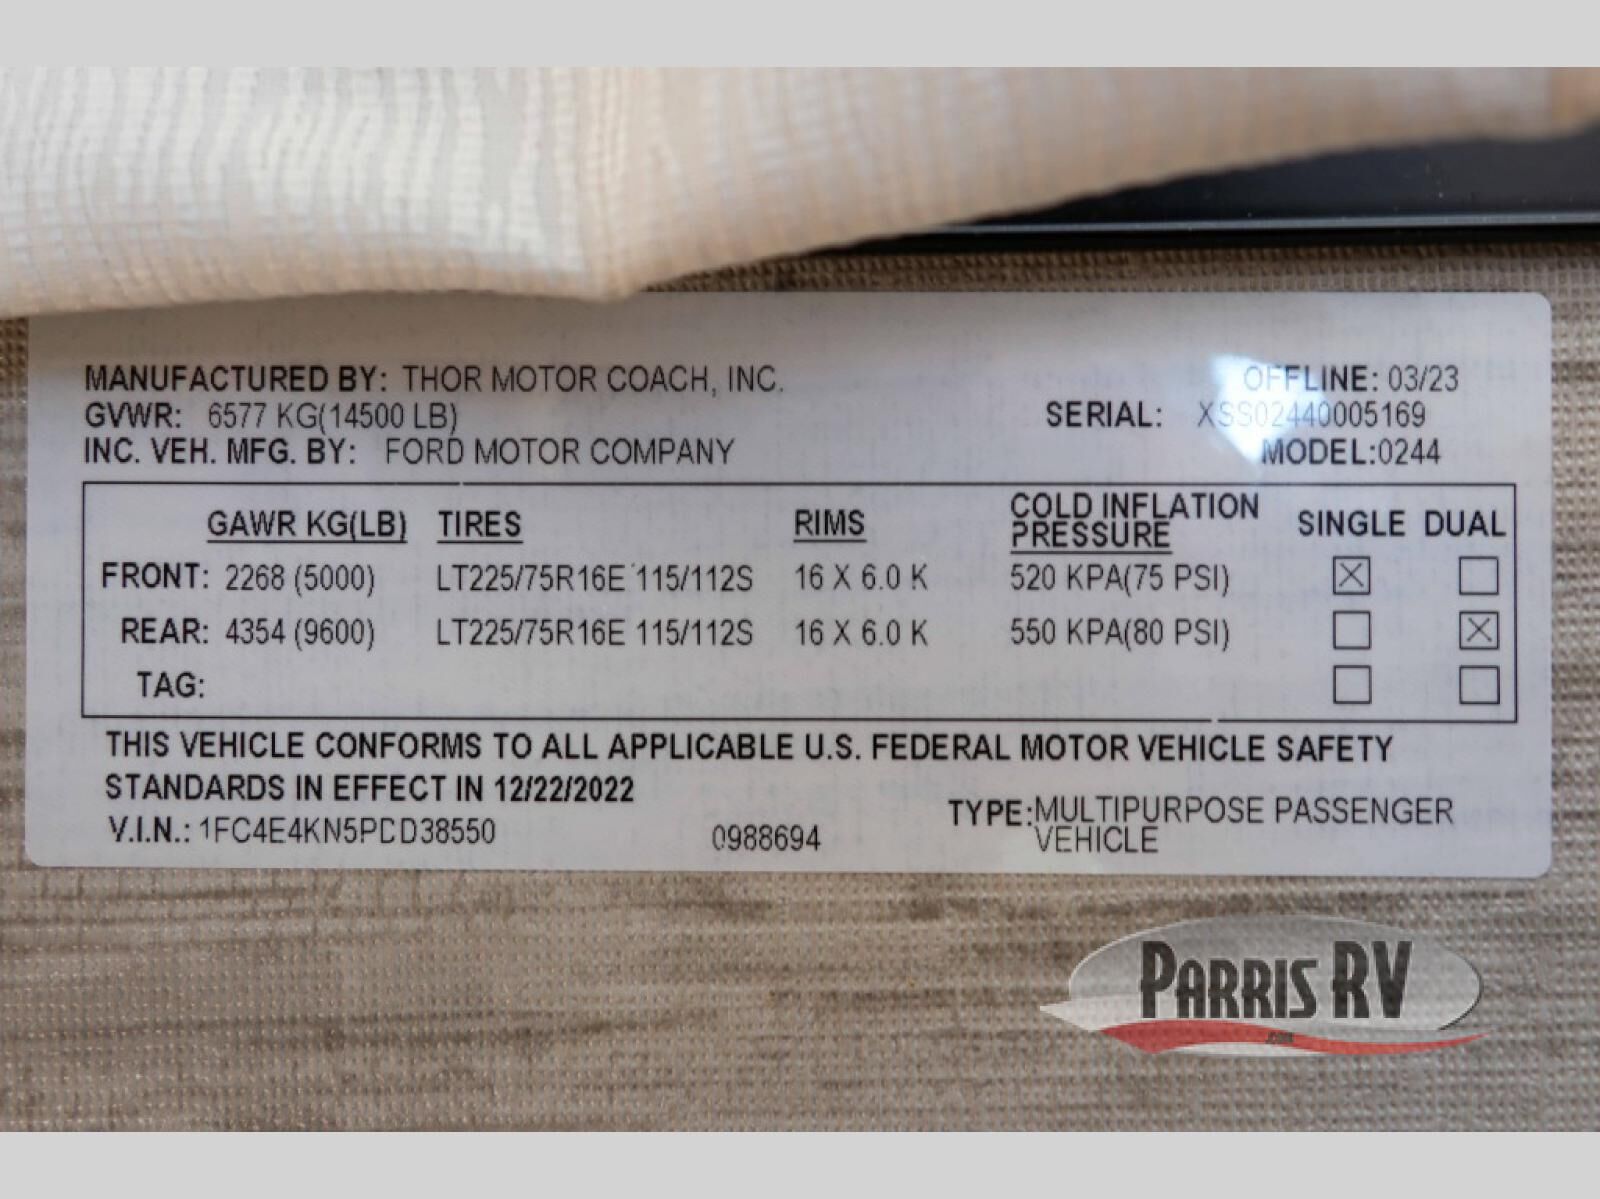 MANUFACTURED BY: THOR MOTOR COACH, INC. OFFLINE: 03/23
GVWR: 6577 KG(14500 LB) SERIAL: XSS02440005169
INC. VEH. MFG. BY: FORD MOTOR COMPANY MODEL:0244
GAWR KG(LB) TIRES RIMS COLD INFLATION PRESSURE SINGLE DUAL
FRONT: 2268 (5000) LT225/75R16E 115/112S 16 X 6.0 K 520 KPA(75 PSI)
REAR: 4354 (9600) LT225/75R16E 115/112S 16 X 6.0 K 550 KPA(80 PSI)
TAG:
THIS VEHICLE CONFORMS TO ALL APPLICABLE U.S. FEDERAL MOTOR VEHICLE SAFETY
STANDARDS IN EFFECT IN 12/22/2022
V.I.N.: 1FC4E4KN5PDD38550 0988694 TYPE:MULTIPURPOSE PASSENGER
VEHICLE
PARRIS RV
.COM